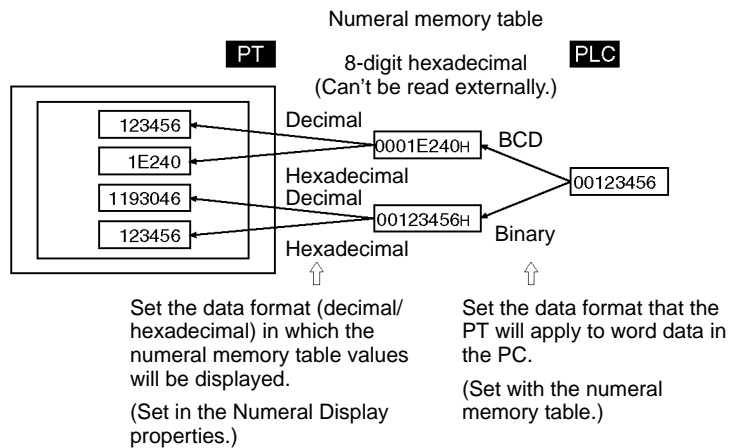 Numeral memory table
PT
8-digit hexadecimal
(Can't be read externally.)
PLC
123456
Decimal
0001E240H
BCD
1E240
Hexadecimal
00123456
1193046
Decimal
00123456H
123456
Hexadecimal
Binary
Set the data format (decimal/
hexadecimal) in which the
numeral memory table values
will be displayed.
(Set in the Numeral Display
properties.)
Set the data format that the
PT will apply to word data in
the PC.
(Set with the numeral
memory table.)